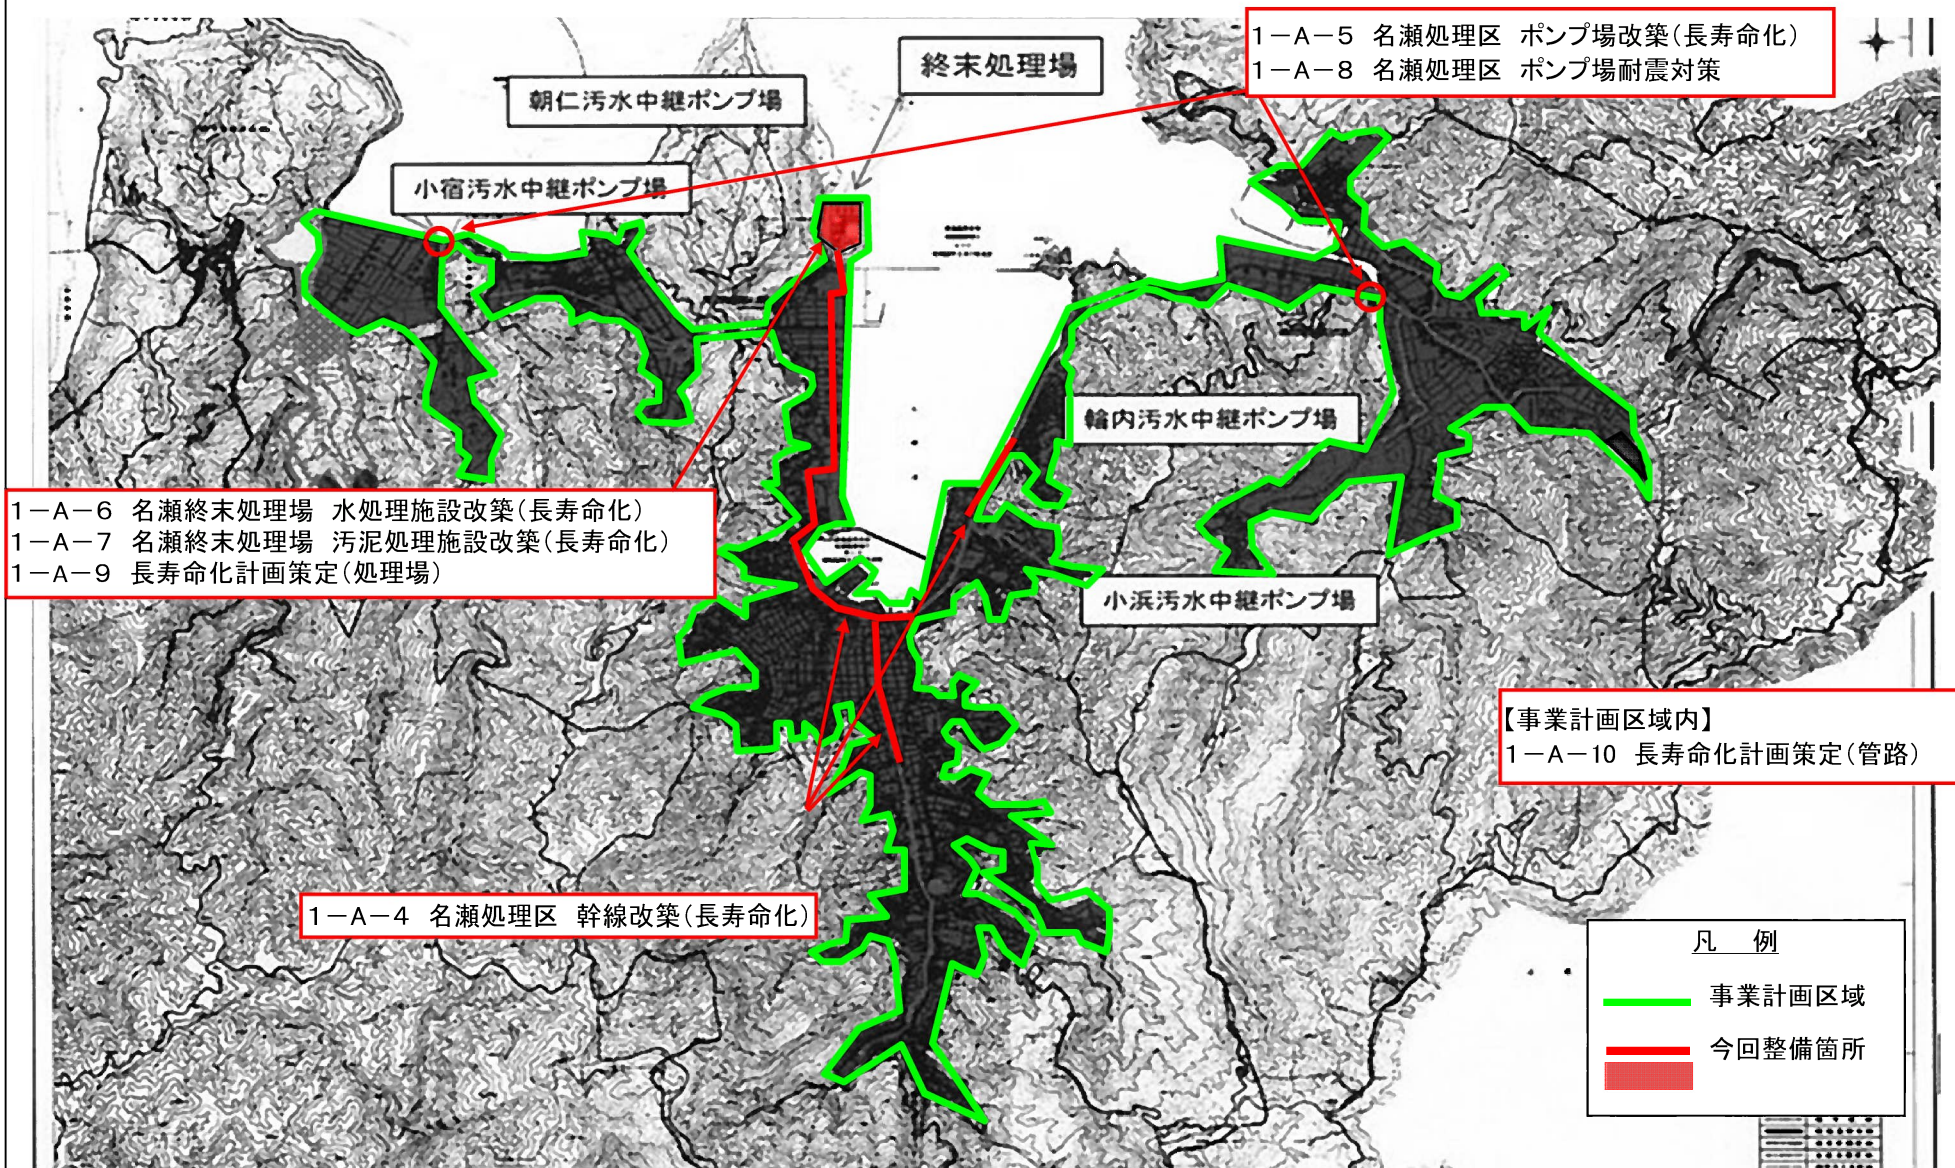 1－A－5 名瀬処理区 ポンプ場改築(長寿命化)
1－A－8 名瀬処理区 ポンプ場耐震対策
終末処理場
朝仁汚水中継ポンプ場
小宿汚水中継ポンプ場
輪内汚水中継ポンプ場
1－A－6 名瀬終末処理場 水処理施設改築(長寿命化)
1－A－7 名瀬終末処理場 汚泥処理施設改築(長寿命化)
1－A－9 長寿命化計画策定(処理場)
小浜汚水中継ポンプ場
【事業計画区域内】
1－A－10 長寿命化計画策定(管路)
1－A－4 名瀬処理区 幹線改築(長寿命化)
凡 例
事業計画区域
今回整備箇所